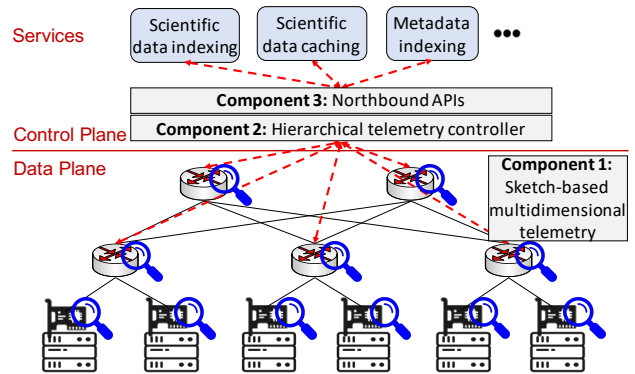 Services
Scientific
data indexing
Scientific
data caching
Metadata
indexing
•••
Component 3: Northbound APIs
Control Plane
Component 2: Hierarchical telemetry controller
Data Plane
Component 1:
Sketch-based
multidimensional
telemetry